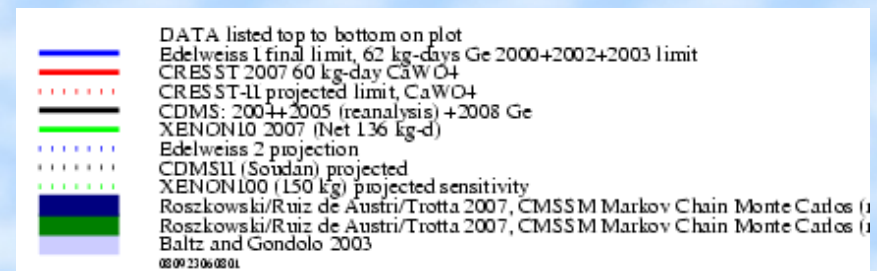 DATA listed top to bottom on plot
Edelweiss I final limit, 62 kg-days Ge 2000+2002+2003 limit
CRESST 2007 60 kg-day CaWO4
CRESST-II projected limit, CaWO4
CDMS: 2004+2005 (reanalysis) +2008 Ge
XENON10 2007 (Net 136 kg-d)
Edelweiss 2 projection
CDMSII (Soudan) projected
XENON100 (150 kg) projected sensitivity
Roszkowski/Ruiz de Austri/Trotta 2007, CMSSM Markov Chain Monte Carlos (
Roszkowski/Ruiz de Austri/Trotta 2007, CMSSM Markov Chain Monte Carlos (
Baltz and Gondolo 2003
080923060801